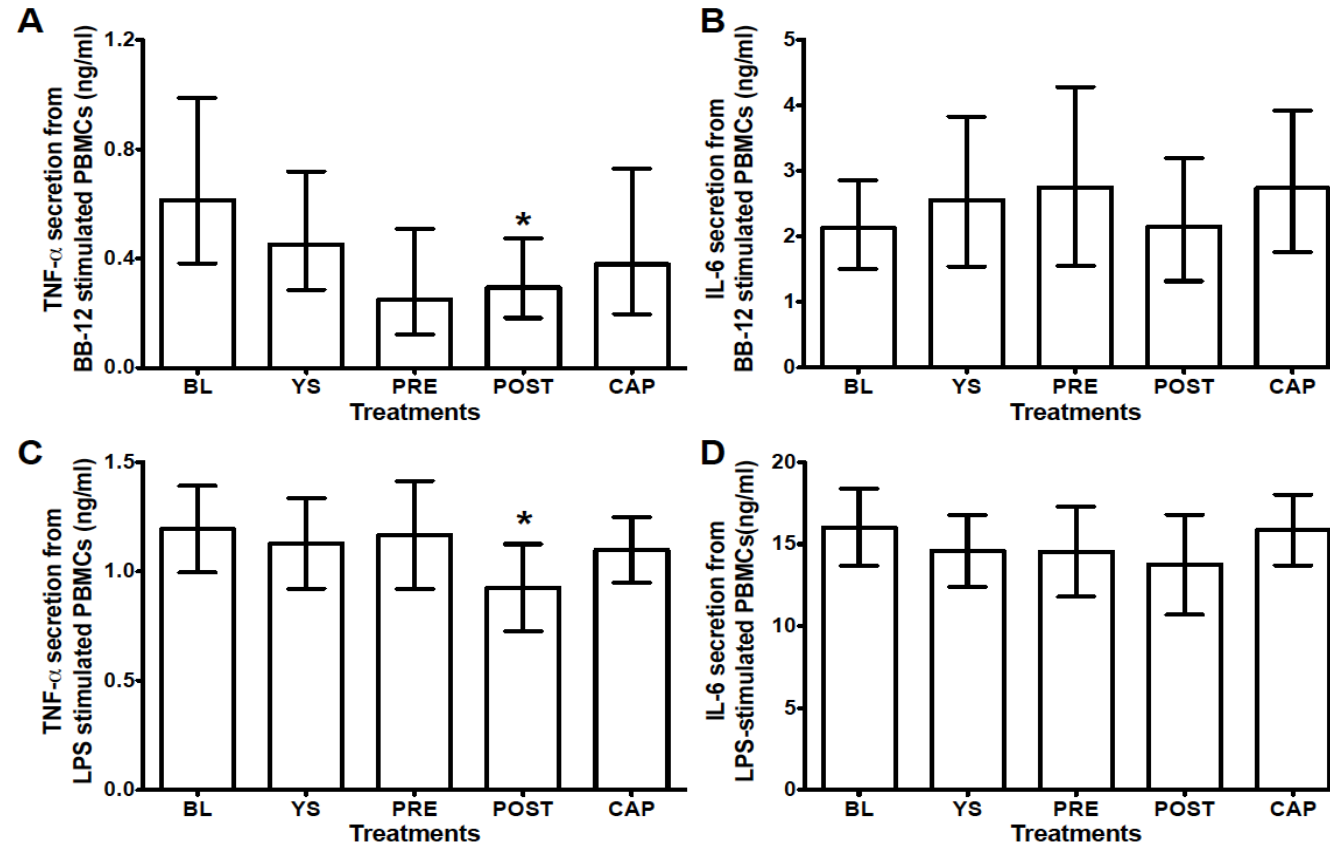 A
TNF-α secretion from
BB-12 stimulated PBMCs (ng/ml)
1.2
0.8
0.4
0.0
*
BL YS PRE POST CAP
Treatments
B
IL-6 secretion from
BB-12 stimulated PBMCs (ng/ml)
5
4
3
2
1
0
BL YS PRE POST CAP
Treatments
C
TNF-α secretion from
LPS stimulated PBMCs (ng/ml)
1.5
1.0
0.5
0.0
*
BL YS PRE POST CAP
Treatments
D
IL-6 secretion from
LPS-stimulated PBMCs(ng/ml)
20
15
10
5
0
BL YS PRE POST CAP
Treatments